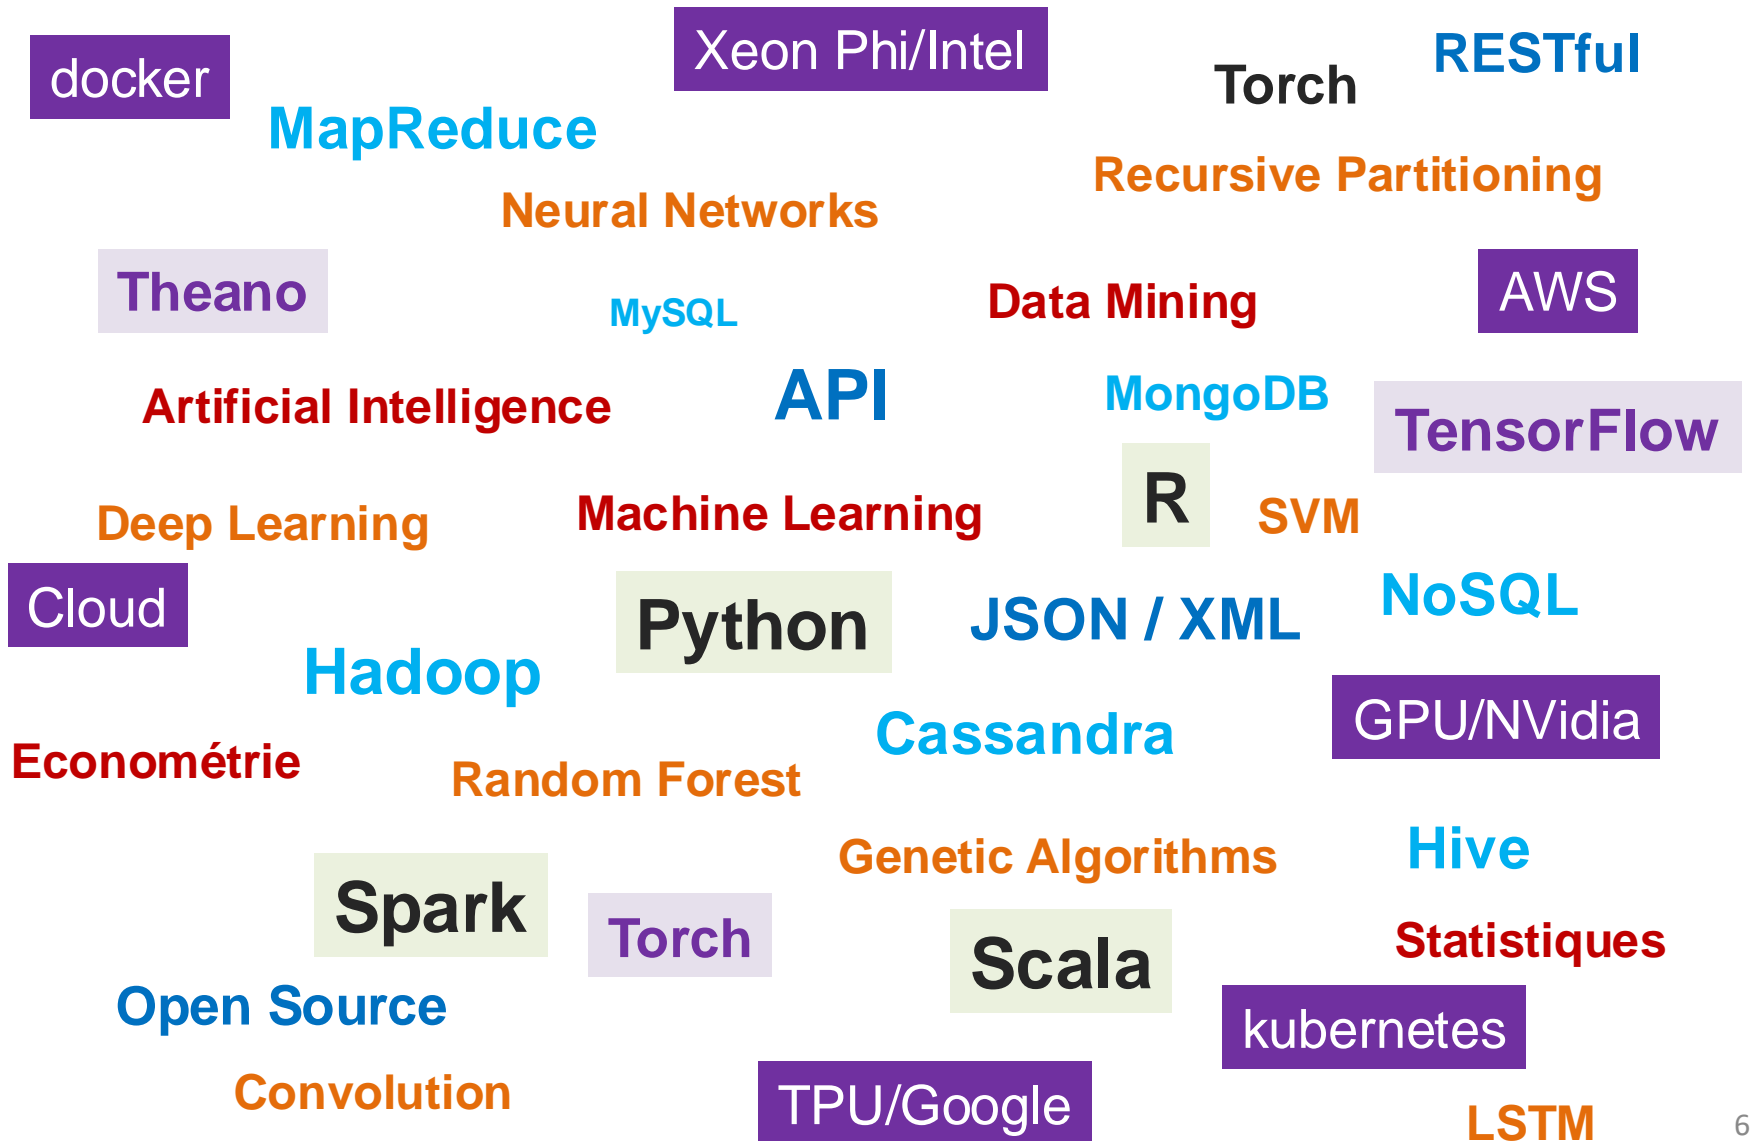 docker
Xeon Phi/Intel
RESTful
Torch
MapReduce
Recursive Partitioning
Neural Networks
Theano
MySQL
Data Mining
AWS
Artificial Intelligence
API
MongoDB
TensorFlow
R
Deep Learning
Machine Learning
SVM
Cloud
Python
JSON / XML
NoSQL
Hadoop
GPU/NVidia
Cassandra
Econométrie
Random Forest
Genetic Algorithms
Hive
Spark
Torch
Scala
Statistiques
Open Source
kubernetes
Convolution
TPU/Google
LSTM
6